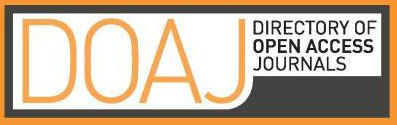 DOAJ
DIRECTORY OF
OPEN ACCESS
JOURNALS